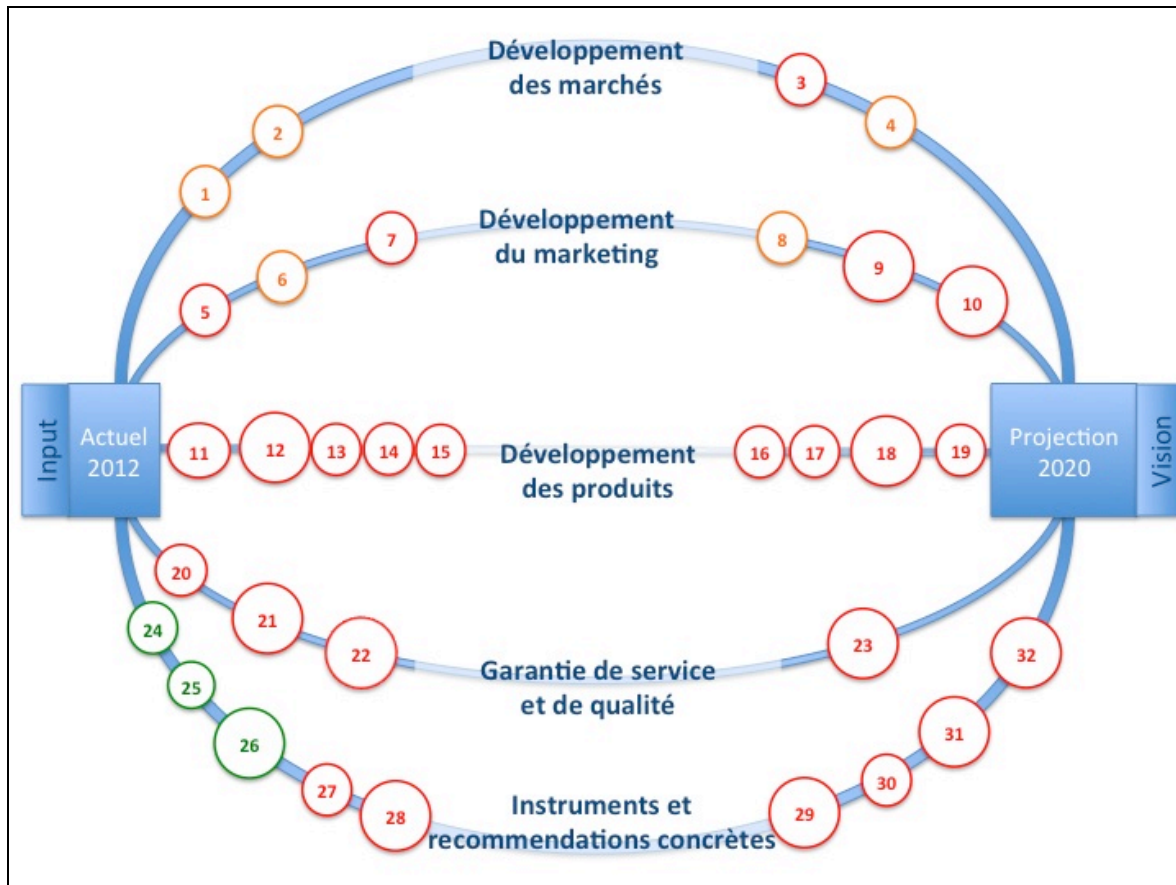 Développement
des marchés
1
2
3
4
Développement
du marketing
5
6
7
8
9
10
Input
Actuel
2012
11
12
13
14
15
Développement
des produits
16
17
18
19
Projection
2020
Vision
20
21
22
23
Garantie de service
et de qualité
24
25
26
27
28
29
30
31
32
Instruments et
recommendations concrètes